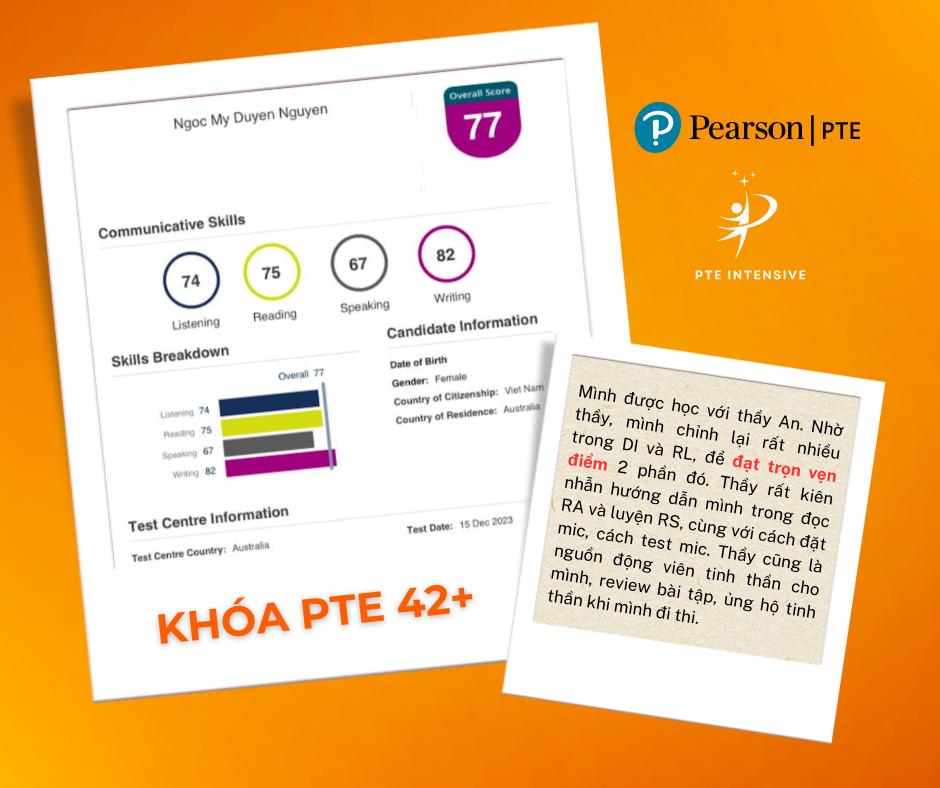 Ngoc My Duyen Nguyen
Overall Score
77
Communicative Skills
74
75
67
82
Listening
Reading
Speaking
Writing
Skills Breakdown
Overall 77
Listening 74
Reading 75
Speaking 67
Writing 82
Candidate Information
Date of Birth
Gender: Female
Country of Citizenship: Viet Nam
Country of Residence: Australia
Test Centre Information
Test Centre Country: Australia
Test Date: 15 Dec 2023
KHÓA PTE 42+
Pearson | PTE
PTE INTENSIVE
Mình được học với thầy An. Nhờ
thầy, mình chỉnh lại rất nhiều
trong DI và RL, để đạt trọn vẹn
điểm 2 phần đó. Thầy rất kiên
nhẫn hướng dẫn mình trong đọc
RA và luyện RS, cùng với cách đặt
mic, cách test mic. Thầy cũng là
nguồn động viên tinh thần cho
mình, review bài tập, ủng hộ tinh
thần khi mình đi thi.